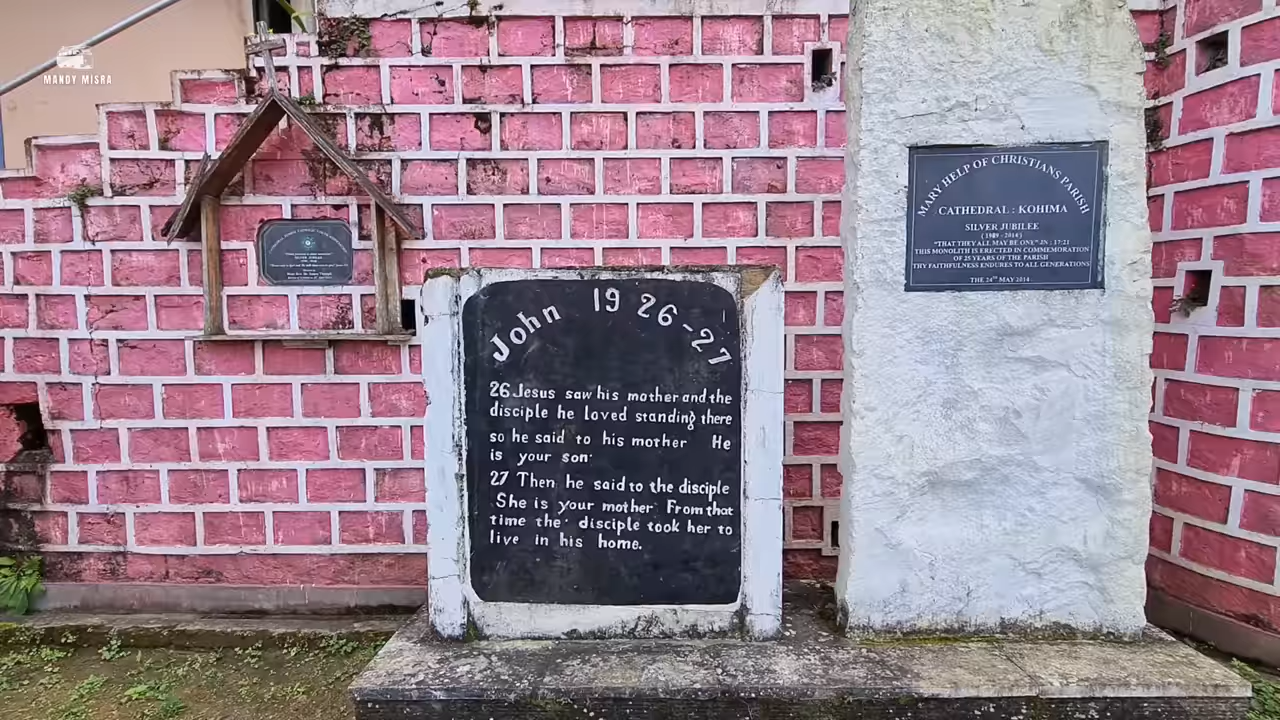 MANDY MISRA
SILVER JUBILEE
John 19 26-27
26 Jesus saw his mother and the
disciple he loved standing there
so he said to his mother He
is your son
27 Then he said to the disciple
She is your mother From that
time the disciple took her to
live in his home.
MARY HELP OF CHRISTIANS PARISH
CATHEDRAL : KOHIMA
SILVER JUBILEE
(1989 - 2014)
"THAT THEY ALL MAY BE ONE" JN ; 17:21
THIS MONOLITH IS ERECTED IN COMMEMORATION
OF 25 YEARS OF THE PARISH
THY FAITHFULNESS ENDURES TO ALL GENERATIONS
THE 24TH MAY 2014